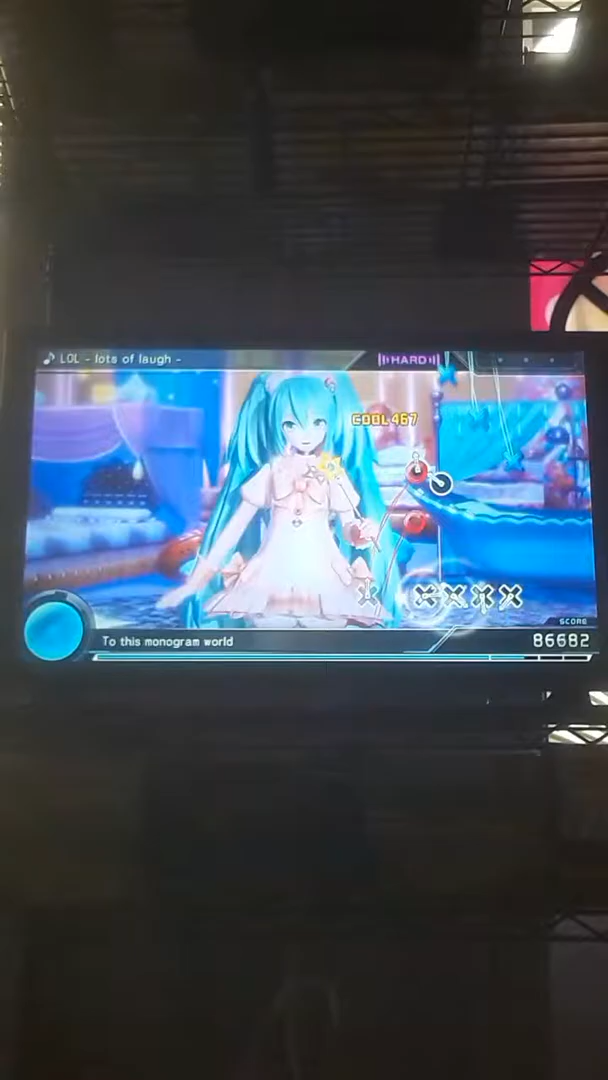 ♪ LOL - lots of laugh -
HARD
COOL 467
SCORE
To this monogram world
86682